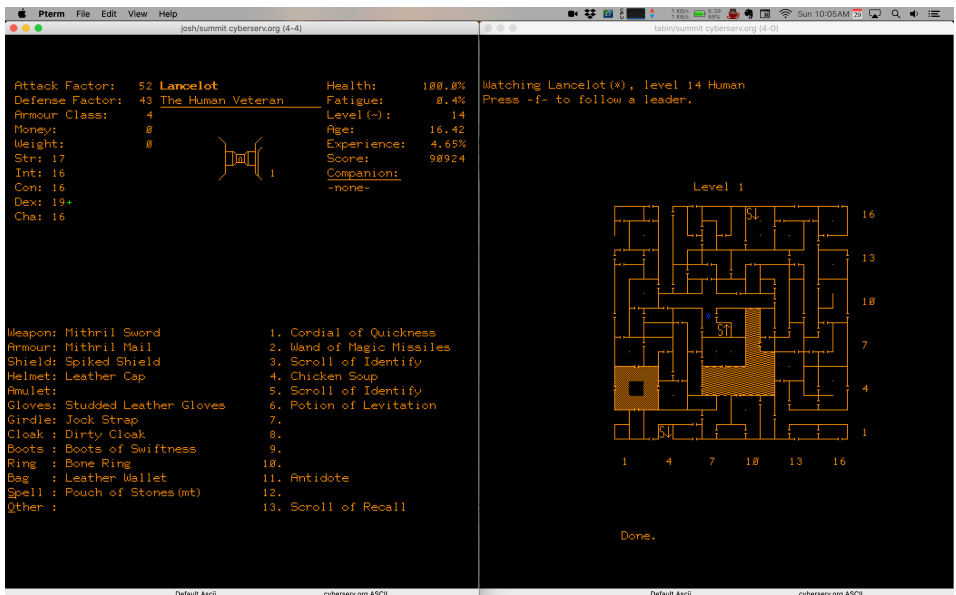 Pterm File Edit View Help
1 KB/s 1 KB/s 6:39 89% Sun 10:05AM 29
josh/summit cyberserv.org (4-4)
tabin/summit cyberserv.org (4-0)
Attack Factor: 52 Lancelot Health: 100.0%
Defense Factor: 43 The Human Veteran Fatigue: 0.4%
Armour Class: 4 Level(~): 14
Money: 0 Age: 16.42
Weight: 0 Experience: 4.65%
Str: 17 Score: 90924
Int: 16 1 Companion:
Con: 16 -none-
Dex: 19+
Cha: 16
Weapon: Mithril Sword 1. Cordial of Quickness
Armour: Mithril Mail 2. Wand of Magic Missiles
Shield: Spiked Shield 3. Scroll of Identify
Helmet: Leather Cap 4. Chicken Soup
Amulet: 5. Scroll of Identify
Gloves: Studded Leather Gloves 6. Potion of Levitation
Girdle: Jock Strap 7.
Cloak : Dirty Cloak 8.
Boots : Boots of Swiftness 9.
Ring : Bone Ring 10.
Bag : Leather Wallet 11. Antidote
Spell : Pouch of Stones(mt) 12.
Other : 13. Scroll of Recall
Default Ascii cyberserv.org ASCII
Watching Lancelot(*), level 14 Human
Press -f- to follow a leader.
Level 1
S↓ 16
13
10
*
S↑
7
4
S↓ 1
1 4 7 10 13 16
Done.
Default Ascii cyberserv.org ASCII